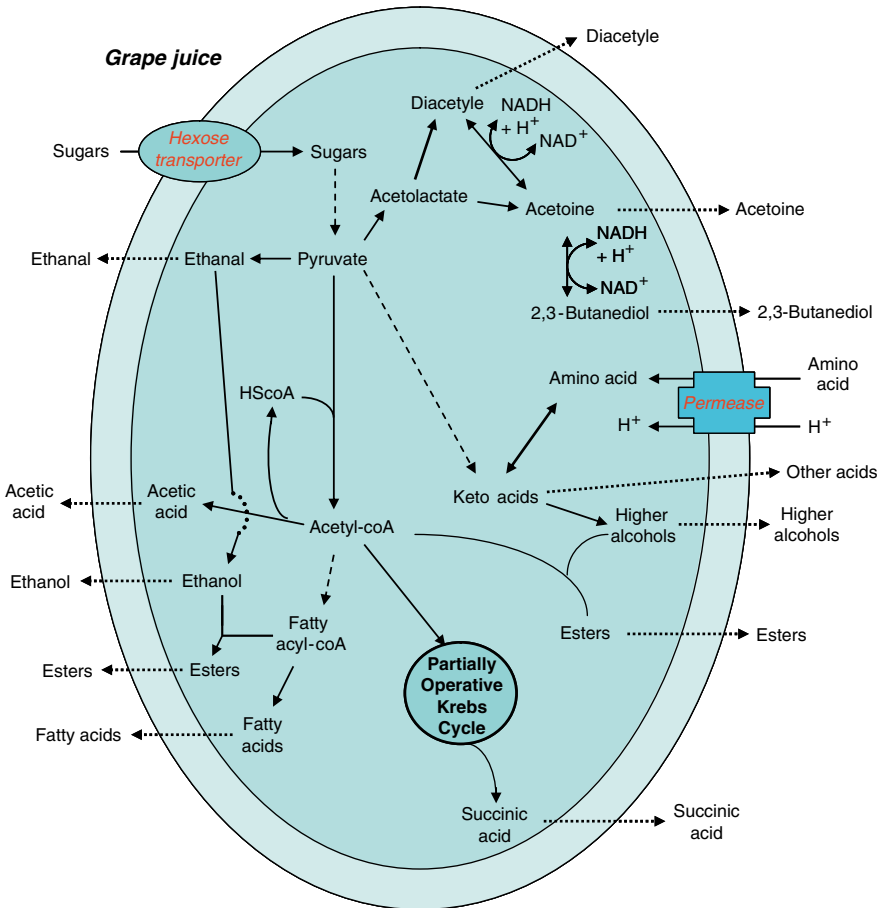 Grape juice
Diacetyle
Diacetyle
NADH
+ H+
NAD+
Sugars
Hexose
transporter
Sugars
Acetolactate
Acetoine
Acetoine
Ethanal
Ethanal
Pyruvate
NADH
+ H+
NAD+
2,3-Butanediol
2,3-Butanediol
HScoA
Amino acid
Permease
Amino
acid
H+
H+
Keto acids
Other acids
Acetic
acid
Acetic
acid
Acetyl-coA
Higher
alcohols
Higher
alcohols
Ethanol
Ethanol
Fatty
acyl-coA
Esters
Esters
Esters
Esters
Partially
Operative
Krebs
Cycle
Fatty acids
Fatty
acids
Succinic
acid
Succinic
acid